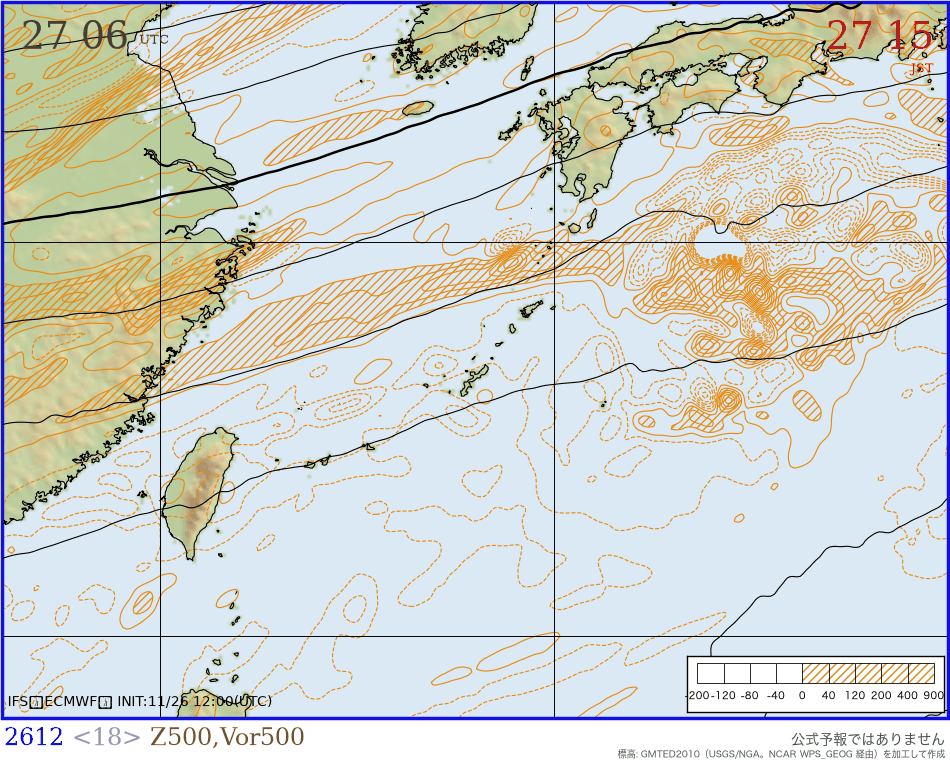 27 06 UTC
27 15
JST
-200 -120 -80 -40 0 40 120 200 400 900
IFS ECMWF INIT:11/26 12:00(UTC)
2612 <18> Z500,Vor500
公式予報ではありません
標高: GMTED2010（USGS/NGA。NCAR WPS_GEOG 経由）を加工して作成